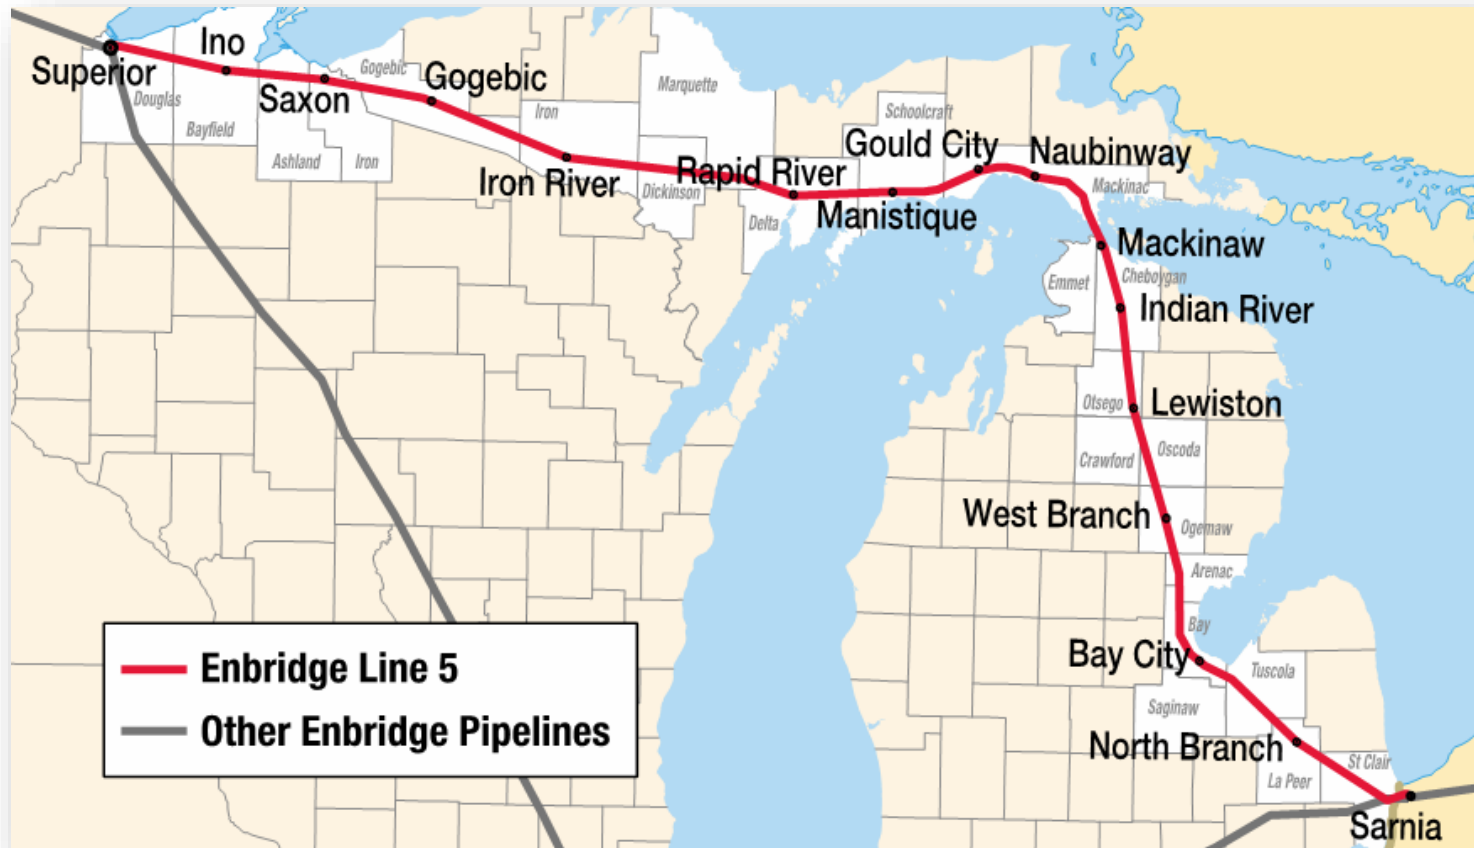 Ino
Superior
Saxon
Gogebic
Gogebic
Douglas
Bayfield
Ashland
Iron
Iron
Marquette
Schoolcraft
Iron River
Rapid River
Dickinson
Delta
Gould City
Manistique
Naubinway
Mackinac
Mackinaw
Emmet
Cheboygan
Indian River
Otsego
Lewiston
Crawford
Oscoda
West Branch
Ogemaw
Arenac
Bay
Bay City
Tuscola
Saginaw
North Branch
La Peer
St Clair
Sarnia
Enbridge Line 5
Other Enbridge Pipelines